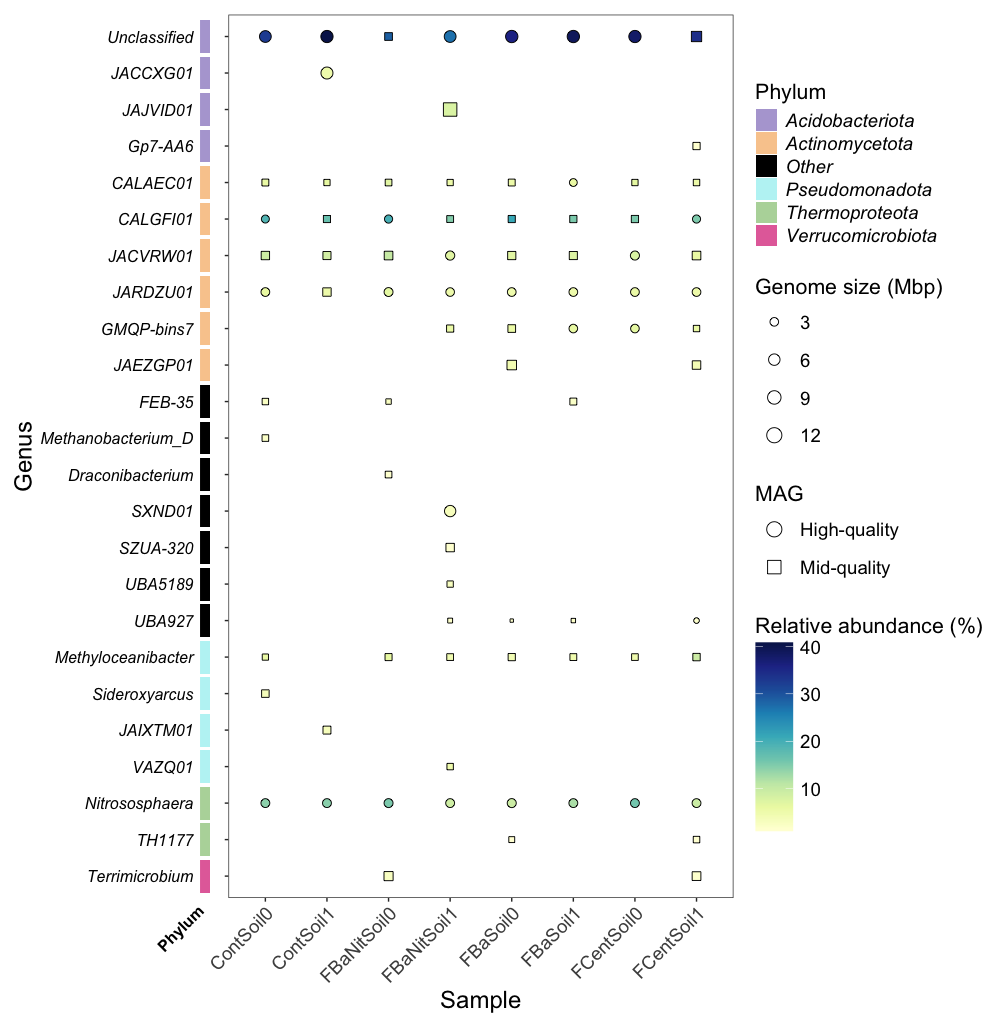 Genus
Unclassified
JACCXG01
JAJVID01
Gp7-AA6
CALAEC01
CALGFI01
JACVRW01
JARDZU01
GMQP-bins7
JAEZGP01
FEB-35
Methanobacterium_D
Draconibacterium
SXND01
SZUA-320
UBA5189
UBA927
Methyloceanibacter
Sideroxyarcus
JAIXTM01
VAZQ01
Nitrososphaera
TH1177
Terrimicrobium
Phylum
ContSoil0
ContSoil1
FBaNitSoil0
FBaNitSoil1
FBaSoil0
FBaSoil1
FCentSoil0
FCentSoil1
Sample
Phylum
Acidobacteriota
Actinomycetota
Other
Pseudomonadota
Thermoproteota
Verrucomicrobiota
Genome size (Mbp)
3
6
9
12
MAG
High-quality
Mid-quality
Relative abundance (%)
40
30
20
10